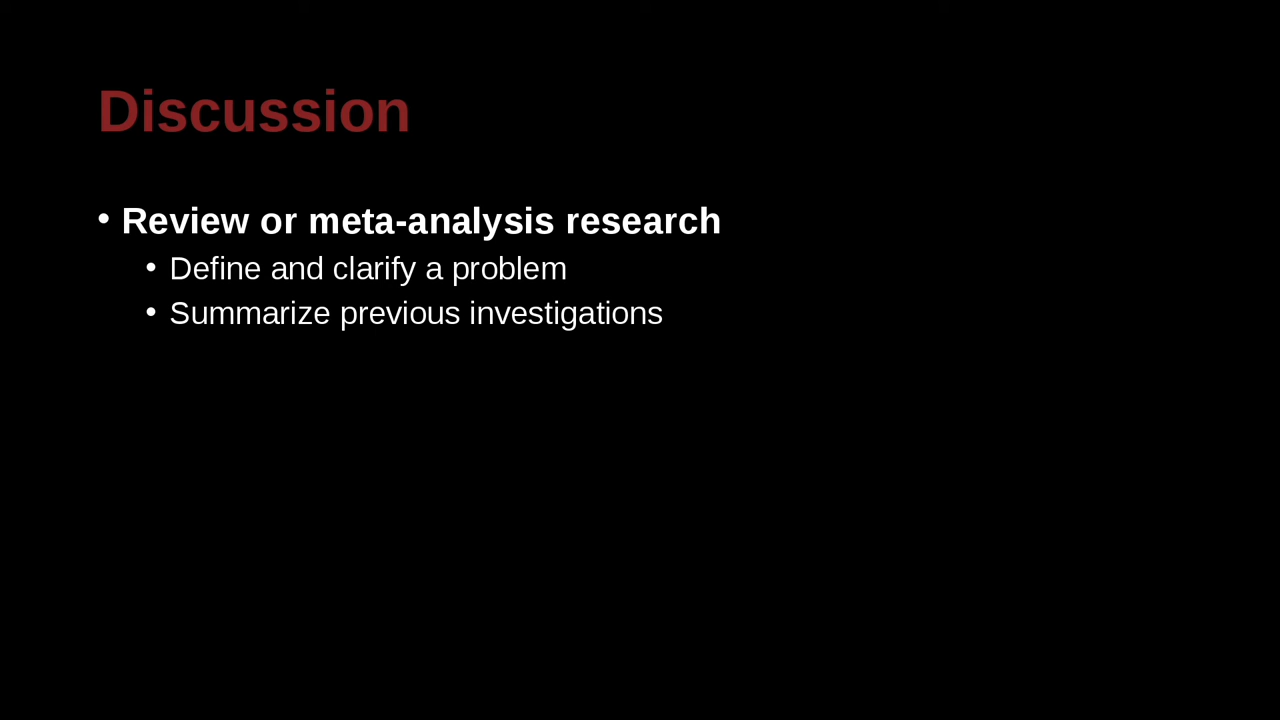 Discussion
• Review or meta-analysis research
• Define and clarify a problem
• Summarize previous investigations